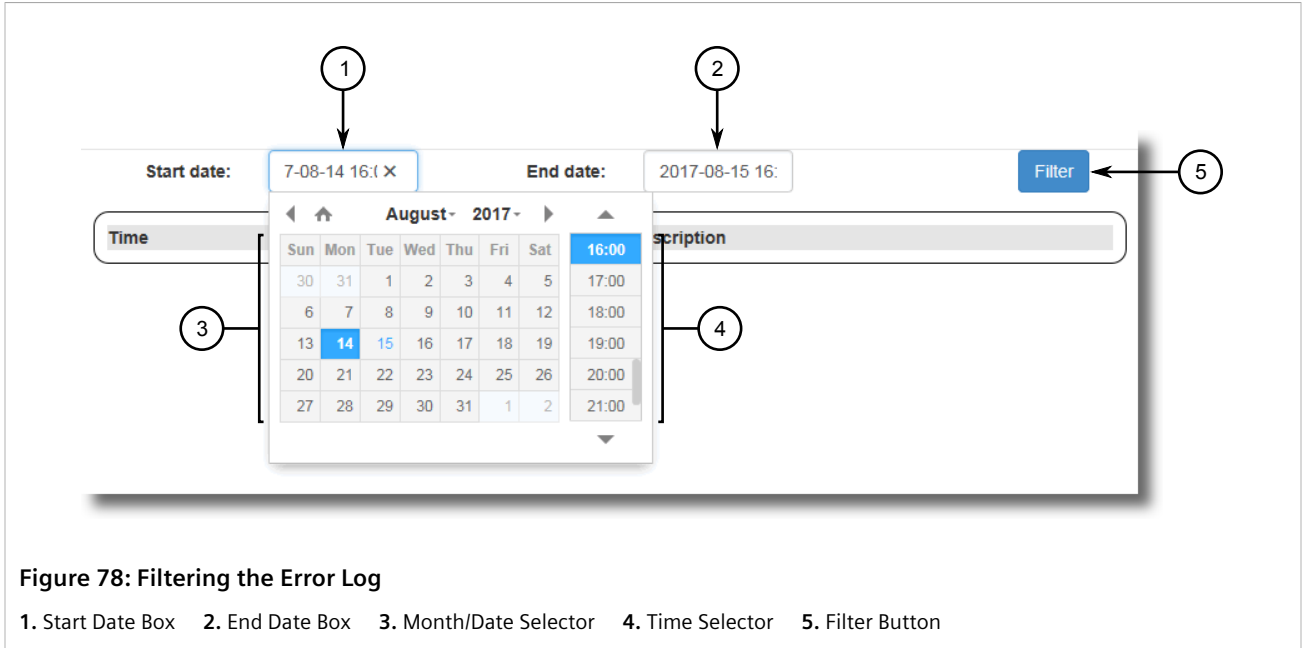 1
2
Start date: 7-08-14 16:( × End date: 2017-08-15 16: Filter
5
August 2017
Time scription
Sun Mon Tue Wed Thu Fri Sat 16:00
30 31 1 2 3 4 5 17:00
6 7 8 9 10 11 12 18:00
3
4
13 14 15 16 17 18 19 19:00
20 21 22 23 24 25 26 20:00
27 28 29 30 31 1 2 21:00
Figure 78: Filtering the Error Log
1. Start Date Box 2. End Date Box 3. Month/Date Selector 4. Time Selector 5. Filter Button